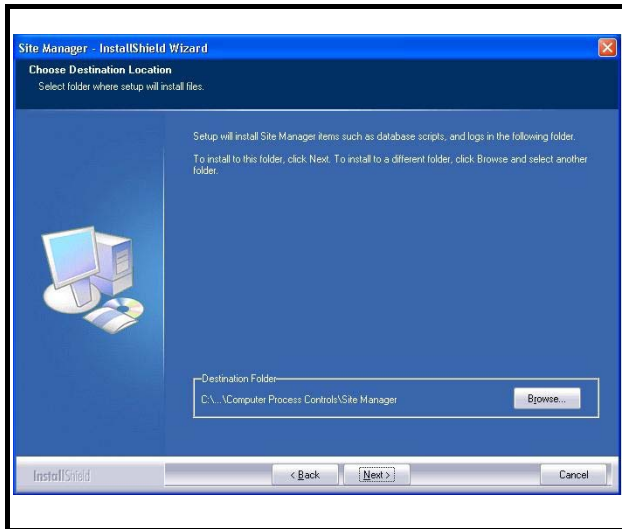 Site Manager - InstallShield Wizard
Choose Destination Location
Select folder where setup will install files.
Setup will install Site Manager items such as database scripts, and logs in the following folder.
To install to this folder, click Next. To install to a different folder, click Browse and select another
folder.
Destination Folder
C:\...\Computer Process Controls\Site Manager
Browse...
InstallShield
< Back
Next >
Cancel